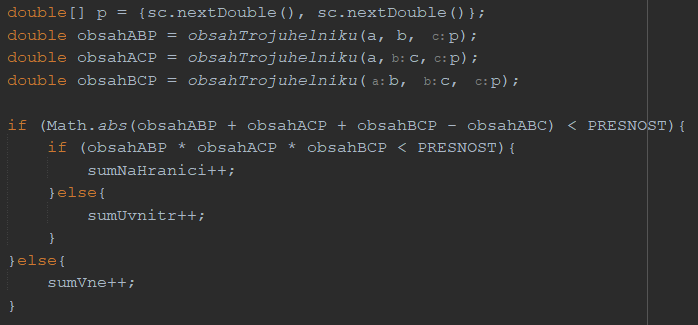 double[] p = {sc.nextDouble(), sc.nextDouble()};
double obsahABP = obsahTrojuhelniku(a, b, c: p);
double obsahACP = obsahTrojuhelniku(a, b: c, c: p);
double obsahBCP = obsahTrojuhelniku( a: b, b: c, c: p);
if (Math.abs(obsahABP + obsahACP + obsahBCP - obsahABC) < PRESNOST){
if (obsahABP * obsahACP * obsahBCP < PRESNOST){
sumNaHranici++;
}else{
sumUvnitr++;
}
}else{
sumVne++;
}